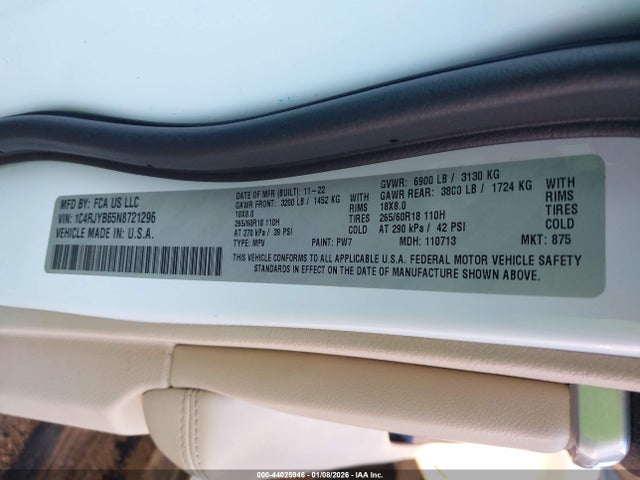 MFD BY: FCA US LLC
VIN: 1C4RJYB65N8721296
VEHICLE MADE IN: U.S.A.
DATE OF MFR (BUILT): 11-22
GAWR FRONT: 3200 LB / 1452 KG WITH
18X8.0 RIMS
265/60R18 110H TIRES
AT 270 kPa / 39 PSI COLD
TYPE: MPV PAINT: PW7
GVWR: 6900 LB / 3130 KG
GAWR REAR: 3800 LB / 1724 KG WITH
18X8.0 RIMS
265/60R18 110H TIRES
AT 290 kPa / 42 PSI COLD
MDH: 110713 MKT: 875
THIS VEHICLE CONFORMS TO ALL APPLICABLE U.S.A. FEDERAL MOTOR VEHICLE SAFETY
STANDARDS IN EFFECT ON THE DATE OF MANUFACTURE SHOWN ABOVE.
000-44025946 - 01/08/2026 - IAA Inc.